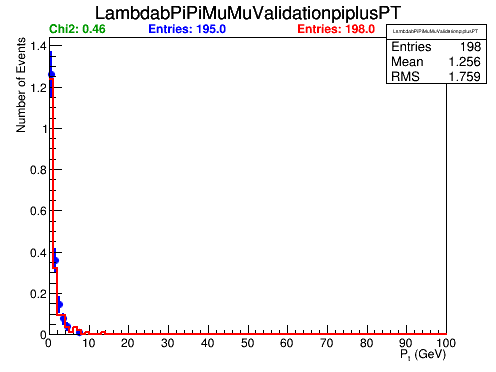 LambdabPiPiMuMuValidationpiplusPT
Chi2: 0.46 Entries: 195.0 Entries: 198.0
LambdabPiPiMuMuValidationpiplusPT
Entries 198
Mean 1.256
RMS 1.759
Number of Events
1.4
1.2
1
0.8
0.6
0.4
0.2
0
0 10 20 30 40 50 60 70 80 90 100
Pt (GeV)